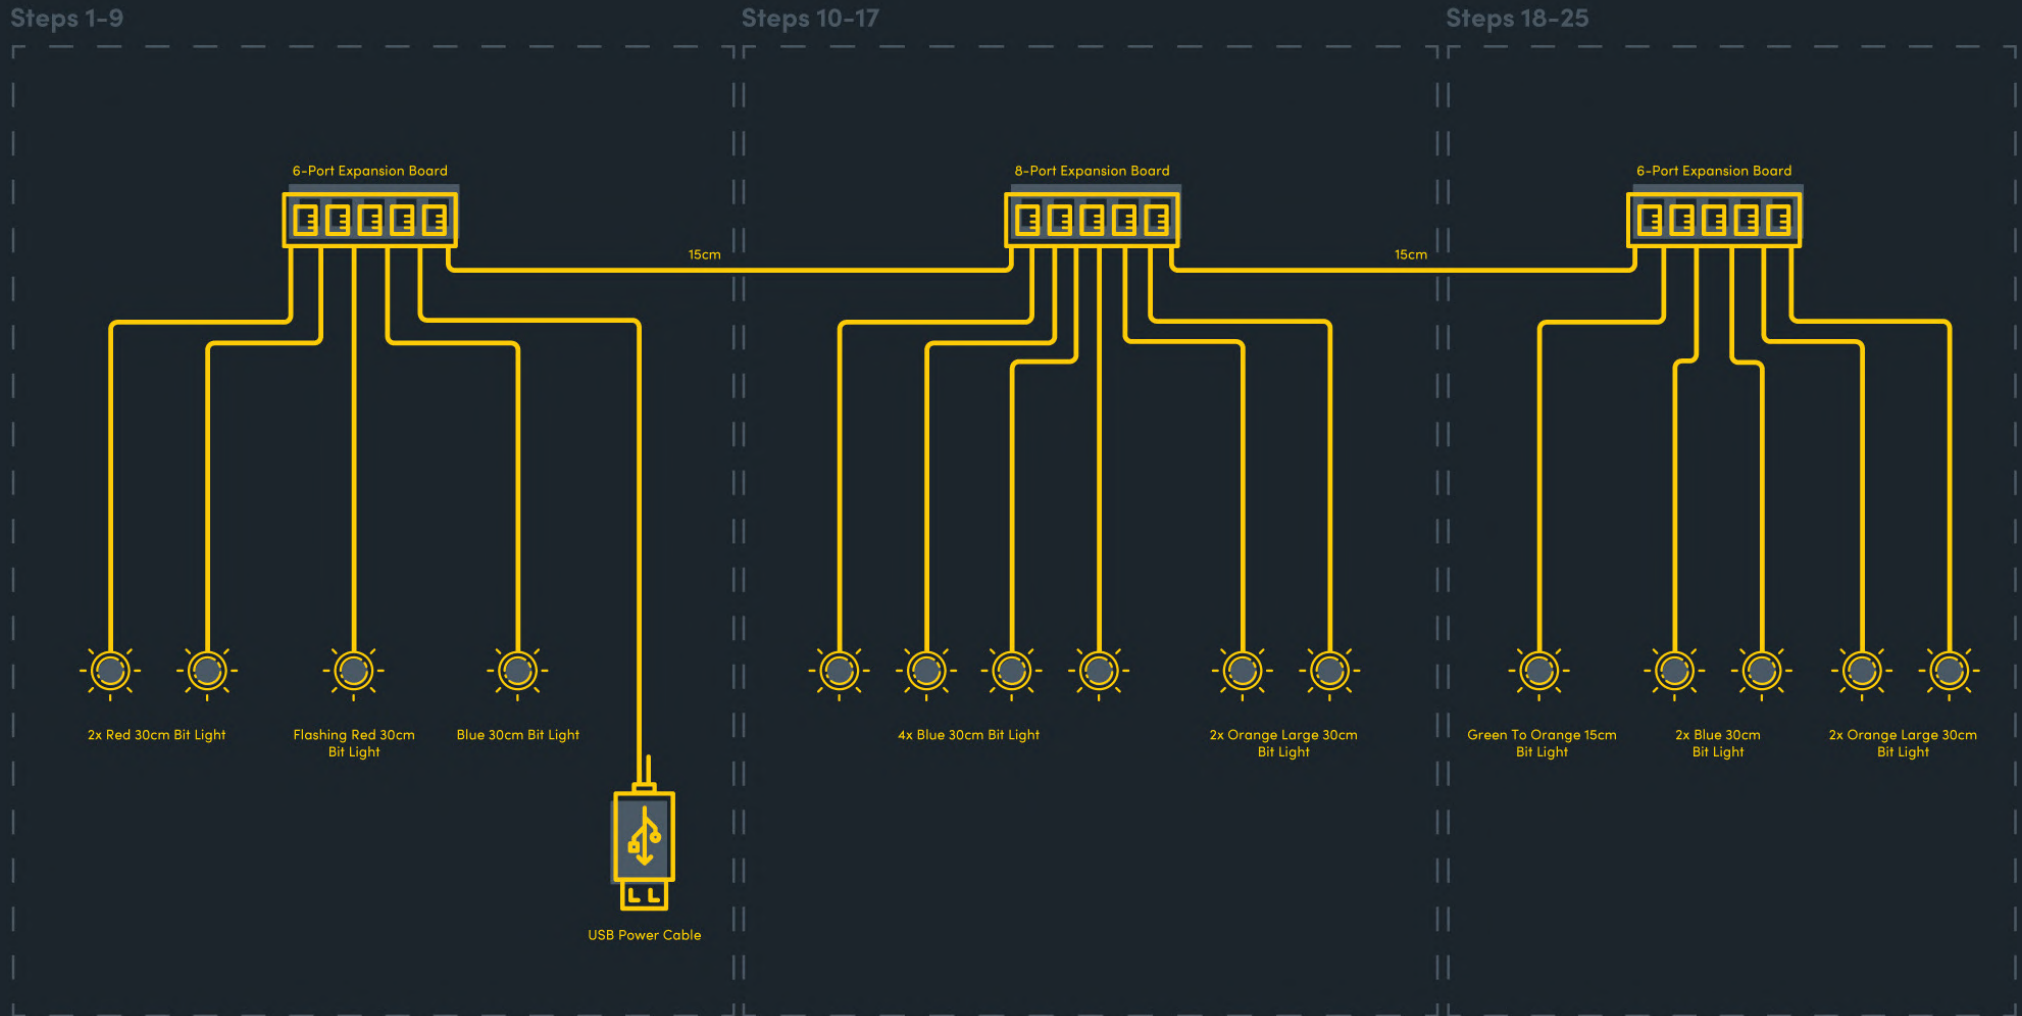 Steps 1-9
Steps 10-17
Steps 18-25
6-Port Expansion Board
8-Port Expansion Board
6-Port Expansion Board
15cm
15cm
2x Red 30cm Bit Light
Flashing Red 30cm
Bit Light
Blue 30cm Bit Light
4x Blue 30cm Bit Light
2x Orange Large 30cm
Bit Light
Green To Orange 15cm
Bit Light
2x Blue 30cm
Bit Light
2x Orange Large 30cm
Bit Light
USB Power Cable